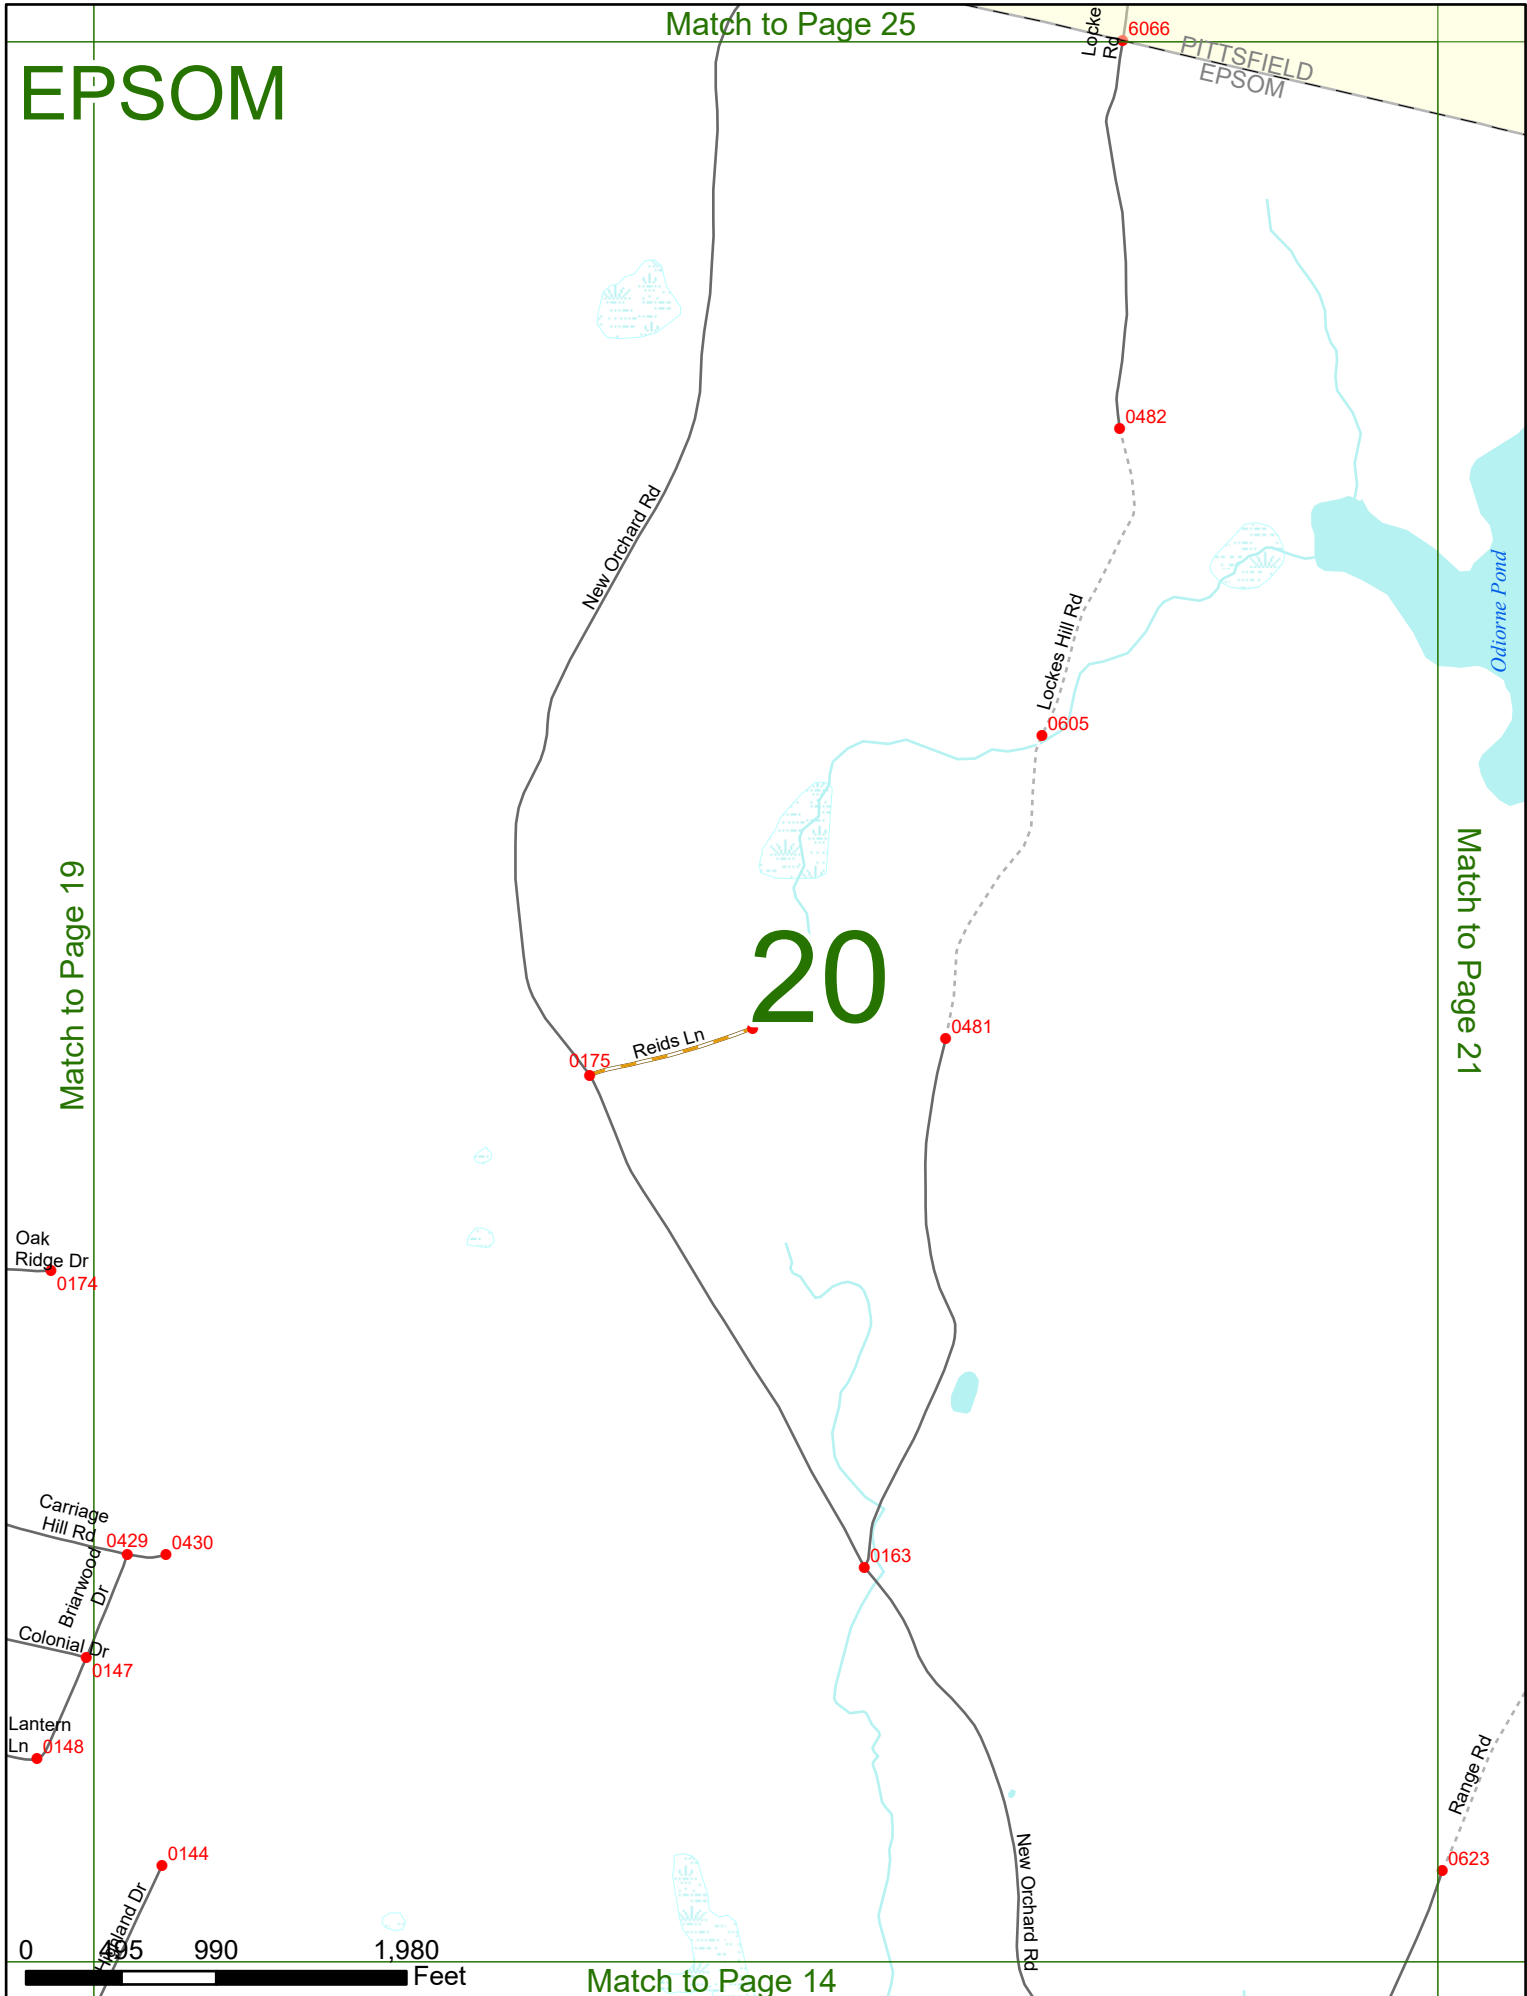 Match to Page 25
Locke
Rd
6066
PITTSFIELD
EPSOM
EPSOM
0482
New Orchard Rd
Odiorne Pond
Lockes Hill Rd
0605
Match to Page 19
Match to Page 21
20
0481
Reids Ln
0175
Oak
Ridge Dr
0174
Carriage
Hill Rd
0429
0430
Briarwood
Dr
0163
Colonial Dr
0147
Lantern
Ln
0148
Range Rd
0144
0623
New Orchard Rd
Highland Dr
0 495 990 1,980
Feet
Match to Page 14